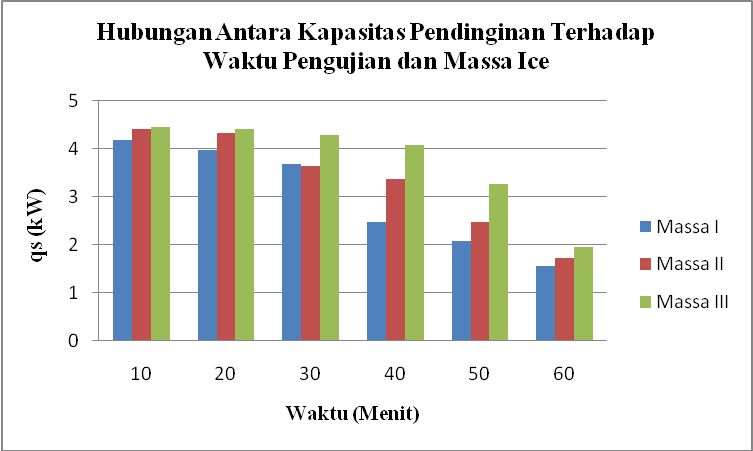 Hubungan Antara Kapasitas Pendinginan Terhadap
Waktu Pengujian dan Massa Ice
5
4
3
2
1
0
qs (kW)
10 20 30 40 50 60
Waktu (Menit)
Massa I
Massa II
Massa III